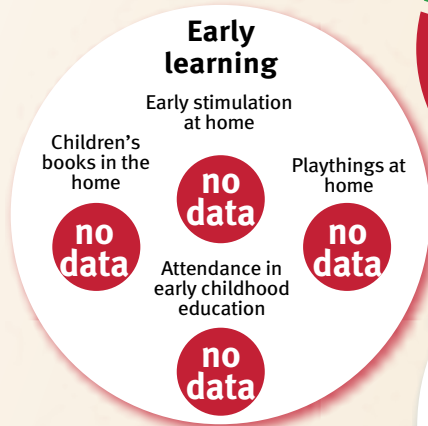 Early
learning
Early stimulation
at home
no
data
Children’s
books in the
home
no
data
Playthings at
home
no
data
Attendance in
early childhood
education
no
data